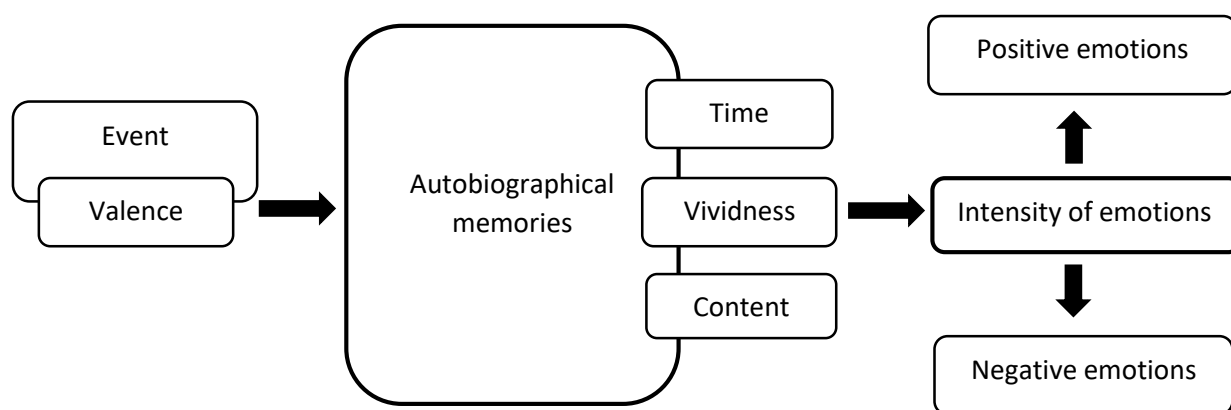 Event
Valence
Autobiographical
memories
Time
Vividness
Content
Positive emotions
Intensity of emotions
Negative emotions